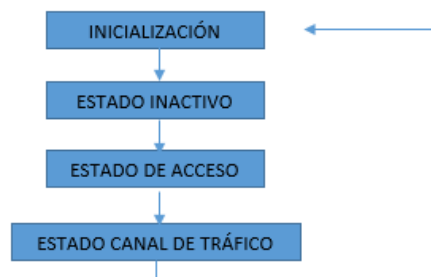 INICIALIZACIÓN
ESTADO INACTIVO
ESTADO DE ACCESO
ESTADO CANAL DE TRÁFICO